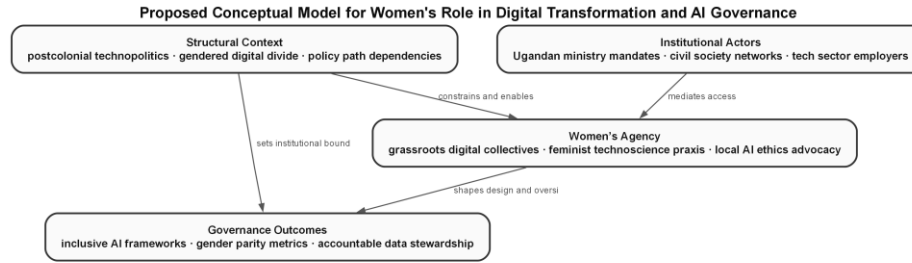 Proposed Conceptual Model for Women's Role in Digital Transformation and AI Governance
Structural Context
postcolonial technopolitics · gendered digital divide · policy path dependencies
Institutional Actors
Ugandan ministry mandates · civil society networks · tech sector employers
constrains and enables
mediates access
Women's Agency
grassroots digital collectives · feminist technoscience praxis · local AI ethics advocacy
sets institutional bound
shapes design and oversi
Governance Outcomes
inclusive AI frameworks · gender parity metrics · accountable data stewardship